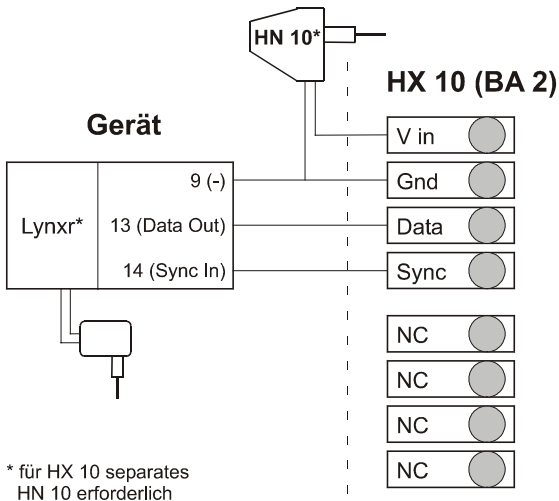 HN 10*
HX 10 (BA 2)
Gerät
V in
9 (-)
Gnd
Lynxr*
13 (Data Out)
Data
14 (Sync In)
Sync
NC
NC
NC
NC
* für HX 10 separates
HN 10 erforderlich